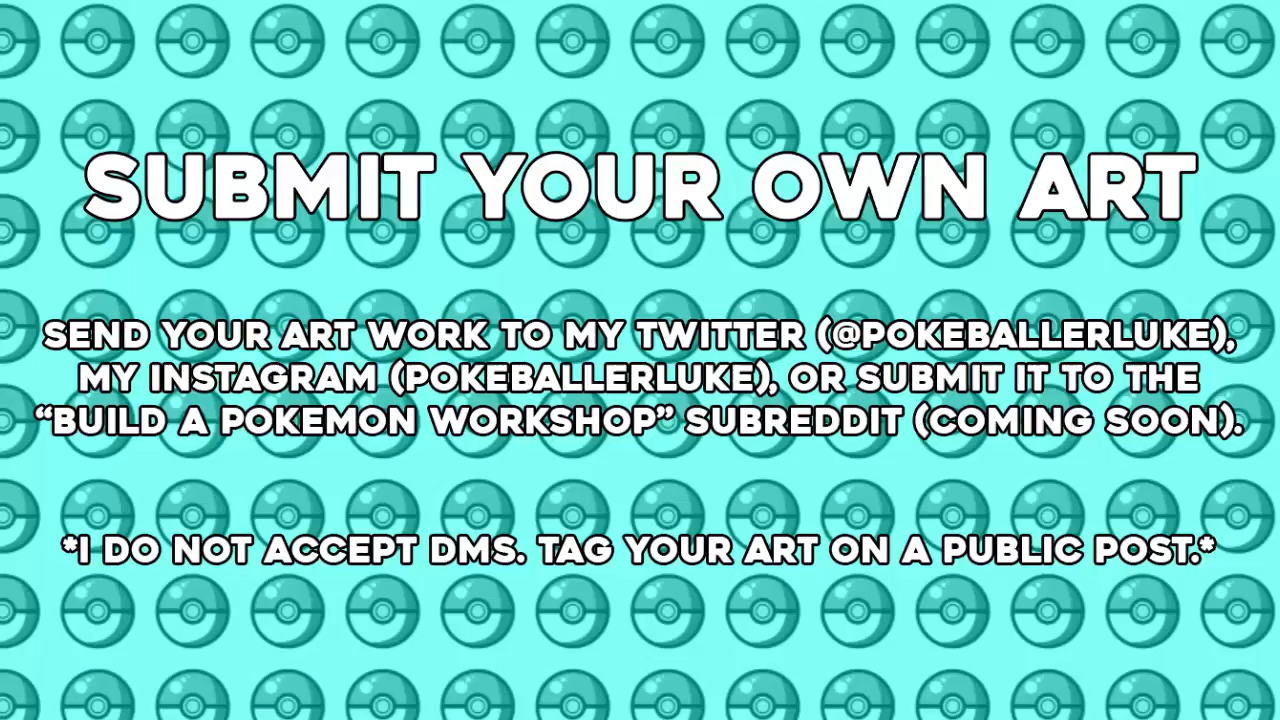 SUBMIT YOUR OWN ART
SEND YOUR ART WORK TO MY TWITTER (@POKEBALLERLUKE),
MY INSTAGRAM (POKEBALLERLUKE), OR SUBMIT IT TO THE
“BUILD A POKEMON WORKSHOP” SUBREDDIT (COMING SOON).
*I DO NOT ACCEPT DMS. TAG YOUR ART ON A PUBLIC POST.*